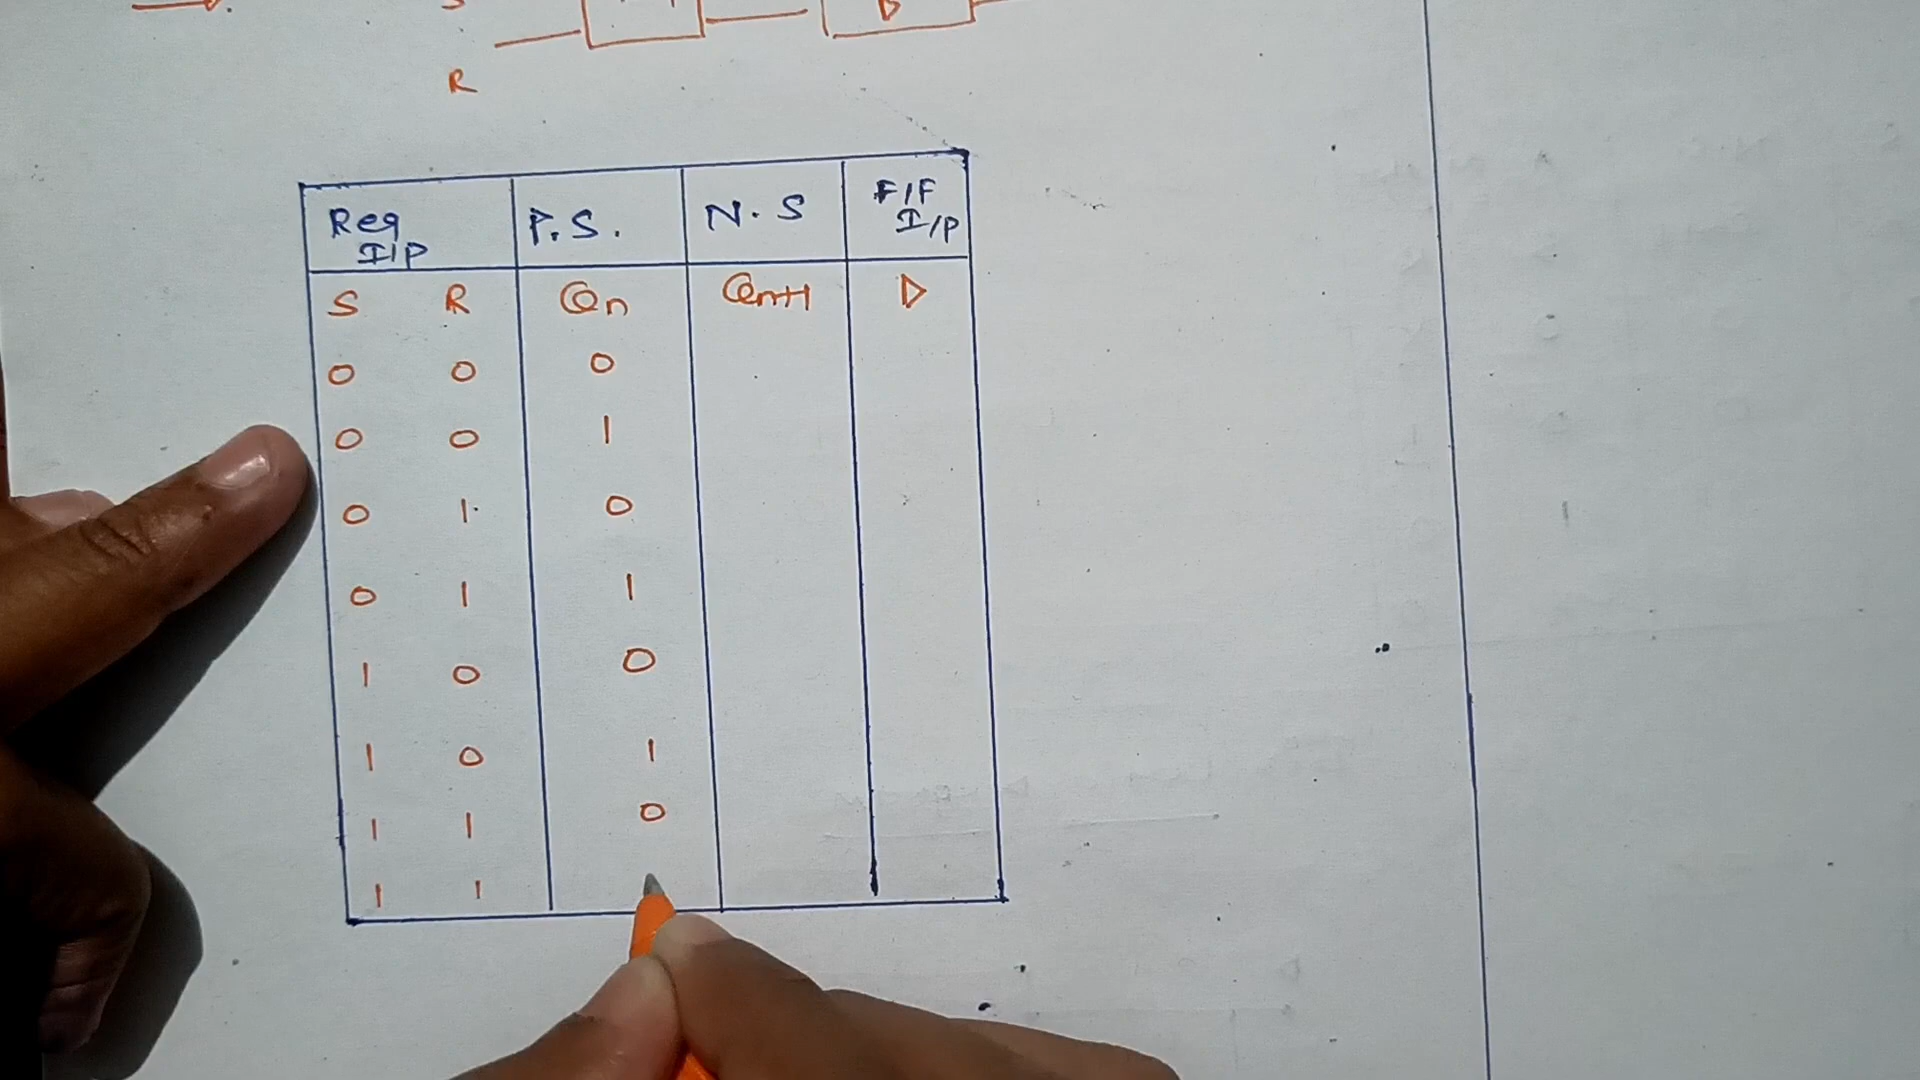 R
Req I/P P.S. N.S F/F I/P
S R Qn Qn+1 D
0 0 0
0 0 1
0 1 0
0 1 1
1 0 0
1 0 1
1 1 0
1 1